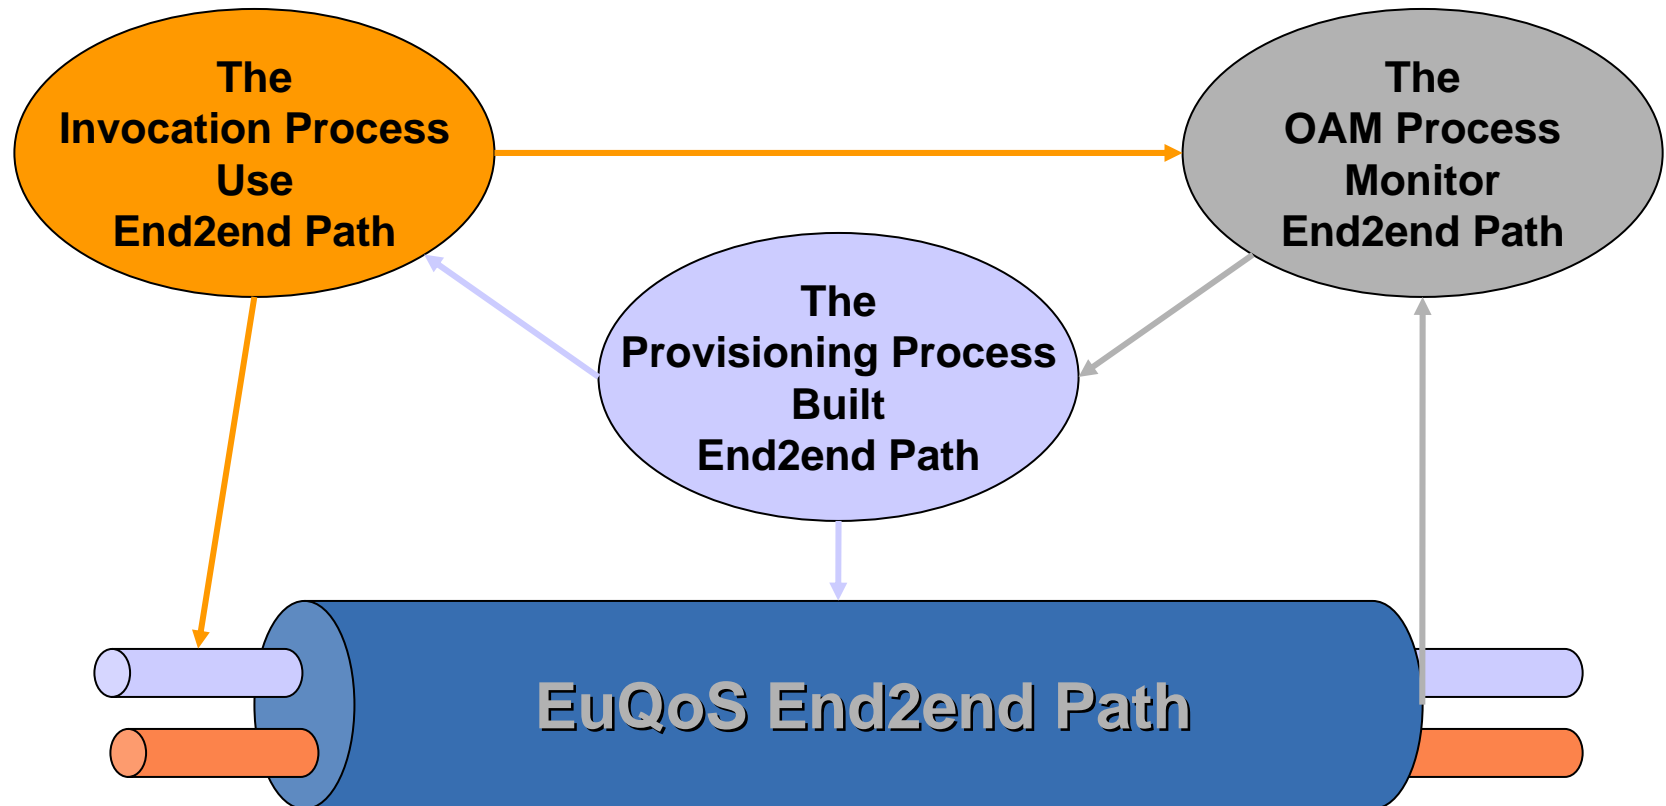 The
Invocation Process
Use
End2end Path
The
OAM Process
Monitor
End2end Path
The
Provisioning Process
Built
End2end Path
EuQoS End2end Path